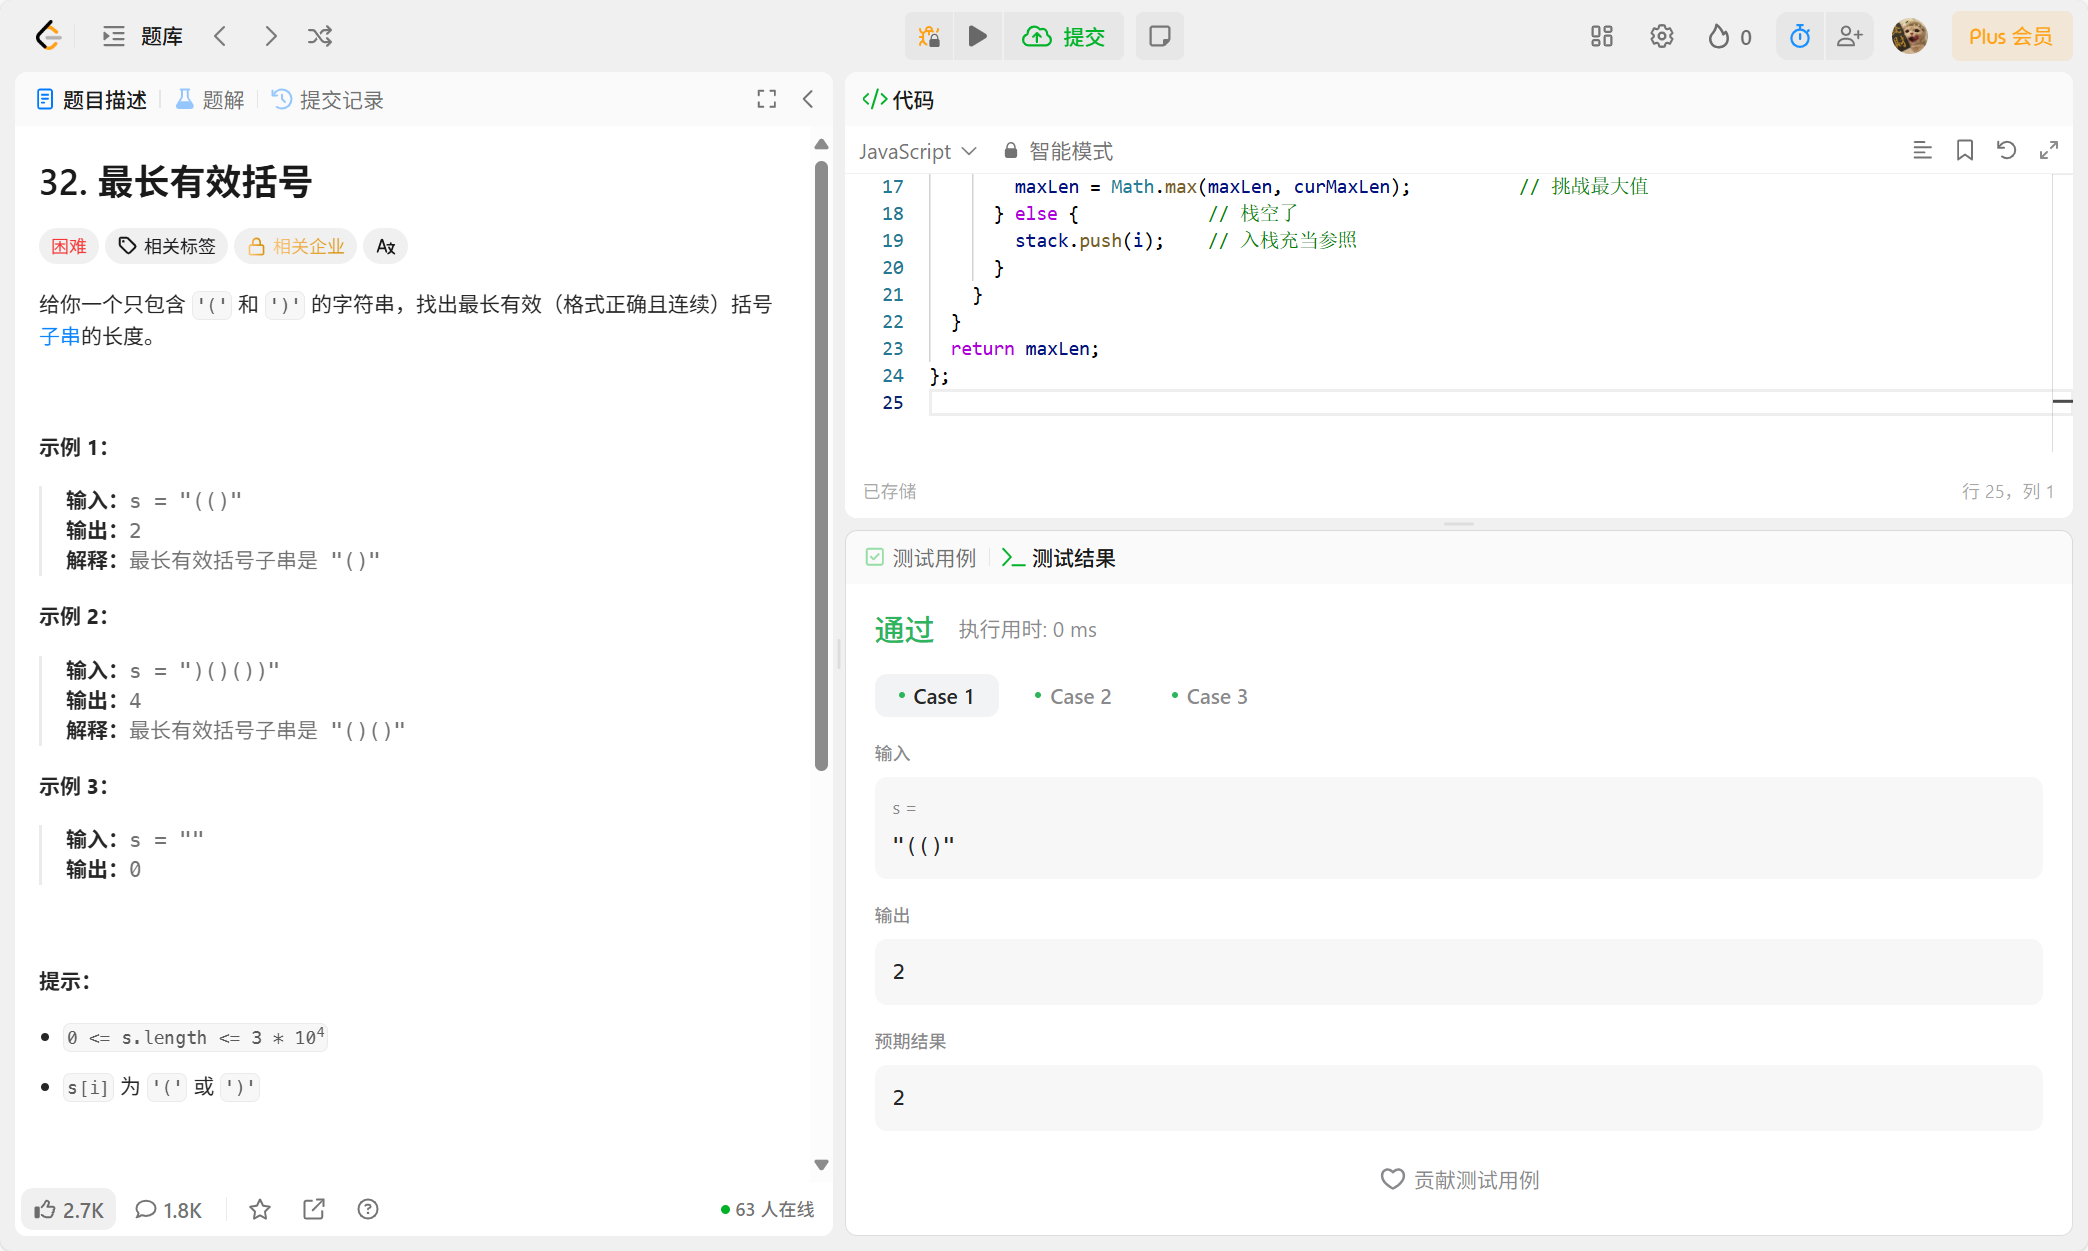 题库
提交
0
Plus 会员
题目描述
题解
提交记录
32. 最长有效括号
困难
相关标签
相关企业
给你一个只包含 '(' 和 ')' 的字符串，找出最长有效（格式正确且连续）括号
子串的长度。
示例 1：
输入：s = "(()"
输出：2
解释：最长有效括号子串是 "()"
示例 2：
输入：s = ")()())"
输出：4
解释：最长有效括号子串是 "()()"
示例 3：
输入：s = ""
输出：0
提示：
0 <= s.length <= 3 * 10⁴
s[i] 为 '(' 或 ')'
2.7K
1.8K
63 人在线
</> 代码
JavaScript
智能模式
17 maxLen = Math.max(maxLen, curMaxLen); // 挑战最大值
18 } else { // 栈空了
19 stack.push(i); // 入栈充当参照
20 }
21 }
22 }
23 return maxLen;
24 };
25
已存储
行 25，列 1
测试用例
测试结果
通过
执行用时: 0 ms
Case 1
Case 2
Case 3
输入
s =
"(()"
输出
2
预期结果
2
贡献测试用例